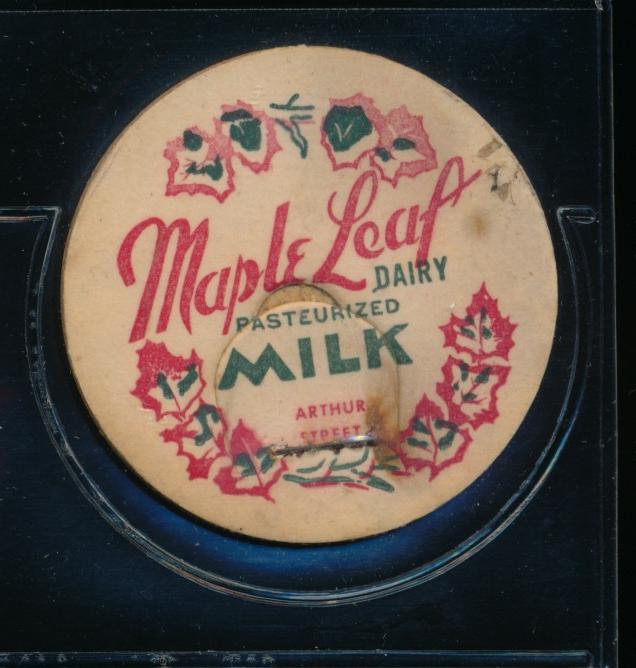 Maple Leaf
DAIRY
PASTEURIZED
MILK
ARTHUR
STREET